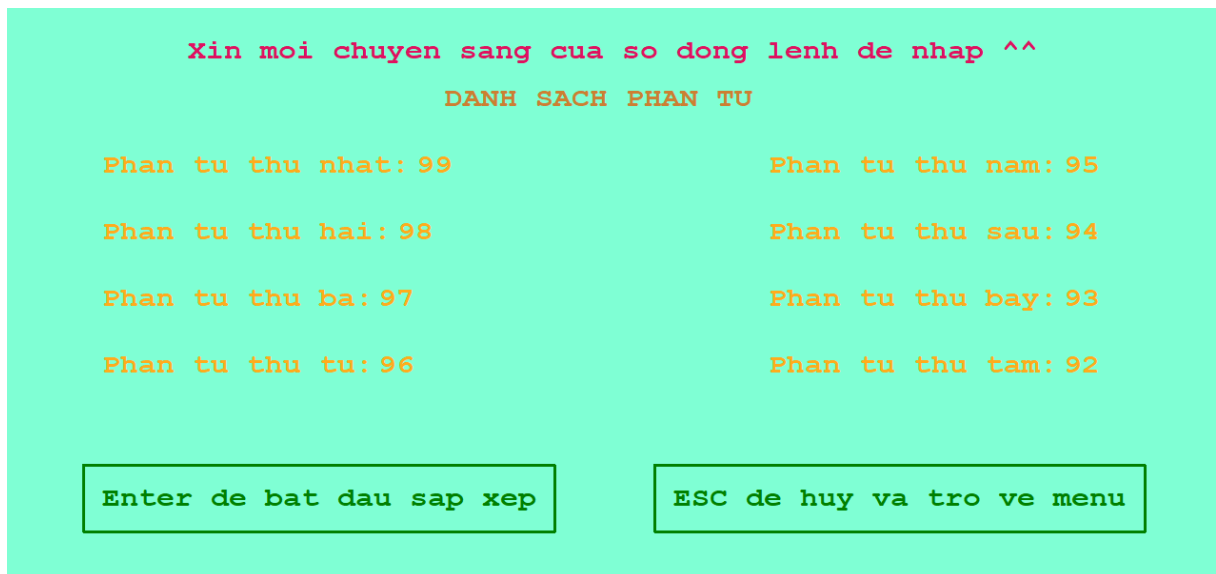 Xin moi chuyen sang cua so dong lenh de nhap ^^
DANH SACH PHAN TU
Phan tu thu nhat: 99
Phan tu thu hai: 98
Phan tu thu ba: 97
Phan tu thu tu: 96
Phan tu thu nam: 95
Phan tu thu sau: 94
Phan tu thu bay: 93
Phan tu thu tam: 92
Enter de bat dau sap xep
ESC de huy va tro ve menu